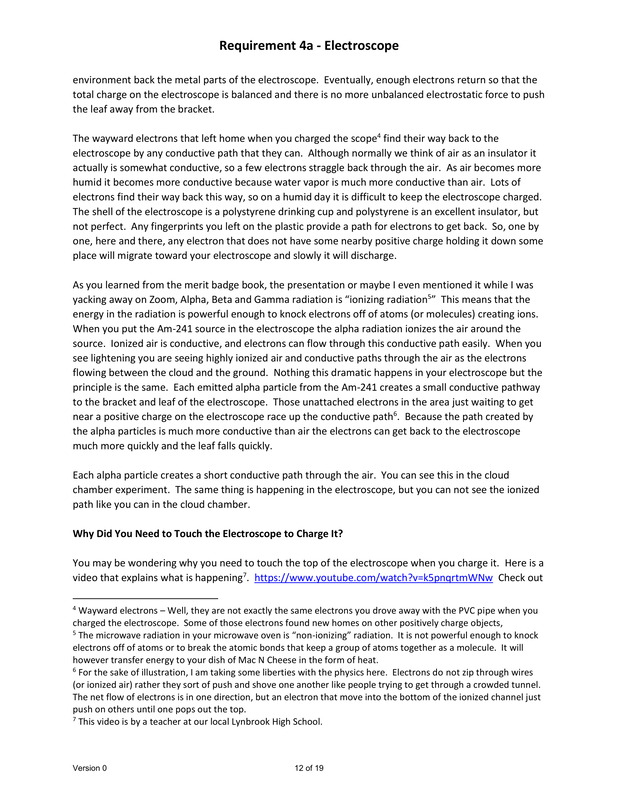 Requirement 4a - Electroscope
environment back the metal parts of the electroscope.  Eventually, enough electrons return so that the
total charge on the electroscope is balanced and there is no more unbalanced electrostatic force to push
the leaf away from the bracket.
The wayward electrons that left home when you charged the scope⁴ find their way back to the
electroscope by any conductive path that they can.  Although normally we think of air as an insulator it
actually is somewhat conductive, so a few electrons straggle back through the air.  As air becomes more
humid it becomes more conductive because water vapor is much more conductive than air.  Lots of
electrons find their way back this way, so on a humid day it is difficult to keep the electroscope charged.
The shell of the electroscope is a polystyrene drinking cup and polystyrene is an excellent insulator, but
not perfect.  Any fingerprints you left on the plastic provide a path for electrons to get back.  So, one by
one, here and there, any electron that does not have some nearby positive charge holding it down some
place will migrate toward your electroscope and slowly it will discharge.
As you learned from the merit badge book, the presentation or maybe I even mentioned it while I was
yacking away on Zoom, Alpha, Beta and Gamma radiation is “ionizing radiation⁵”  This means that the
energy in the radiation is powerful enough to knock electrons off of atoms (or molecules) creating ions.
When you put the Am-241 source in the electroscope the alpha radiation ionizes the air around the
source.  Ionized air is conductive, and electrons can flow through this conductive path easily.  When you
see lightening you are seeing highly ionized air and conductive paths through the air as the electrons
flowing between the cloud and the ground.  Nothing this dramatic happens in your electroscope but the
principle is the same.  Each emitted alpha particle from the Am-241 creates a small conductive pathway
to the bracket and leaf of the electroscope.  Those unattached electrons in the area just waiting to get
near a positive charge on the electroscope race up the conductive path⁶.  Because the path created by
the alpha particles is much more conductive than air the electrons can get back to the electroscope
much more quickly and the leaf falls quickly.
Each alpha particle creates a short conductive path through the air.  You can see this in the cloud
chamber experiment.  The same thing is happening in the electroscope, but you can not see the ionized
path like you can in the cloud chamber.
Why Did You Need to Touch the Electroscope to Charge It?
You may be wondering why you need to touch the top of the electroscope when you charge it.  Here is a
video that explains what is happening⁷.  https://www.youtube.com/watch?v=k5pnqrtmWNw  Check out
⁴ Wayward electrons – Well, they are not exactly the same electrons you drove away with the PVC pipe when you
charged the electroscope.  Some of those electrons found new homes on other positively charge objects,
⁵ The microwave radiation in your microwave oven is “non-ionizing” radiation.  It is not powerful enough to knock
electrons off of atoms or to break the atomic bonds that keep a group of atoms together as a molecule.  It will
however transfer energy to your dish of Mac N Cheese in the form of heat.
⁶ For the sake of illustration, I am taking some liberties with the physics here.  Electrons do not zip through wires
(or ionized air) rather they sort of push and shove one another like people trying to get through a crowded tunnel.
The net flow of electrons is in one direction, but an electron that move into the bottom of the ionized channel just
push on others until one pops out the top.
⁷ This video is by a teacher at our local Lynbrook High School.
Version 0
12 of 19